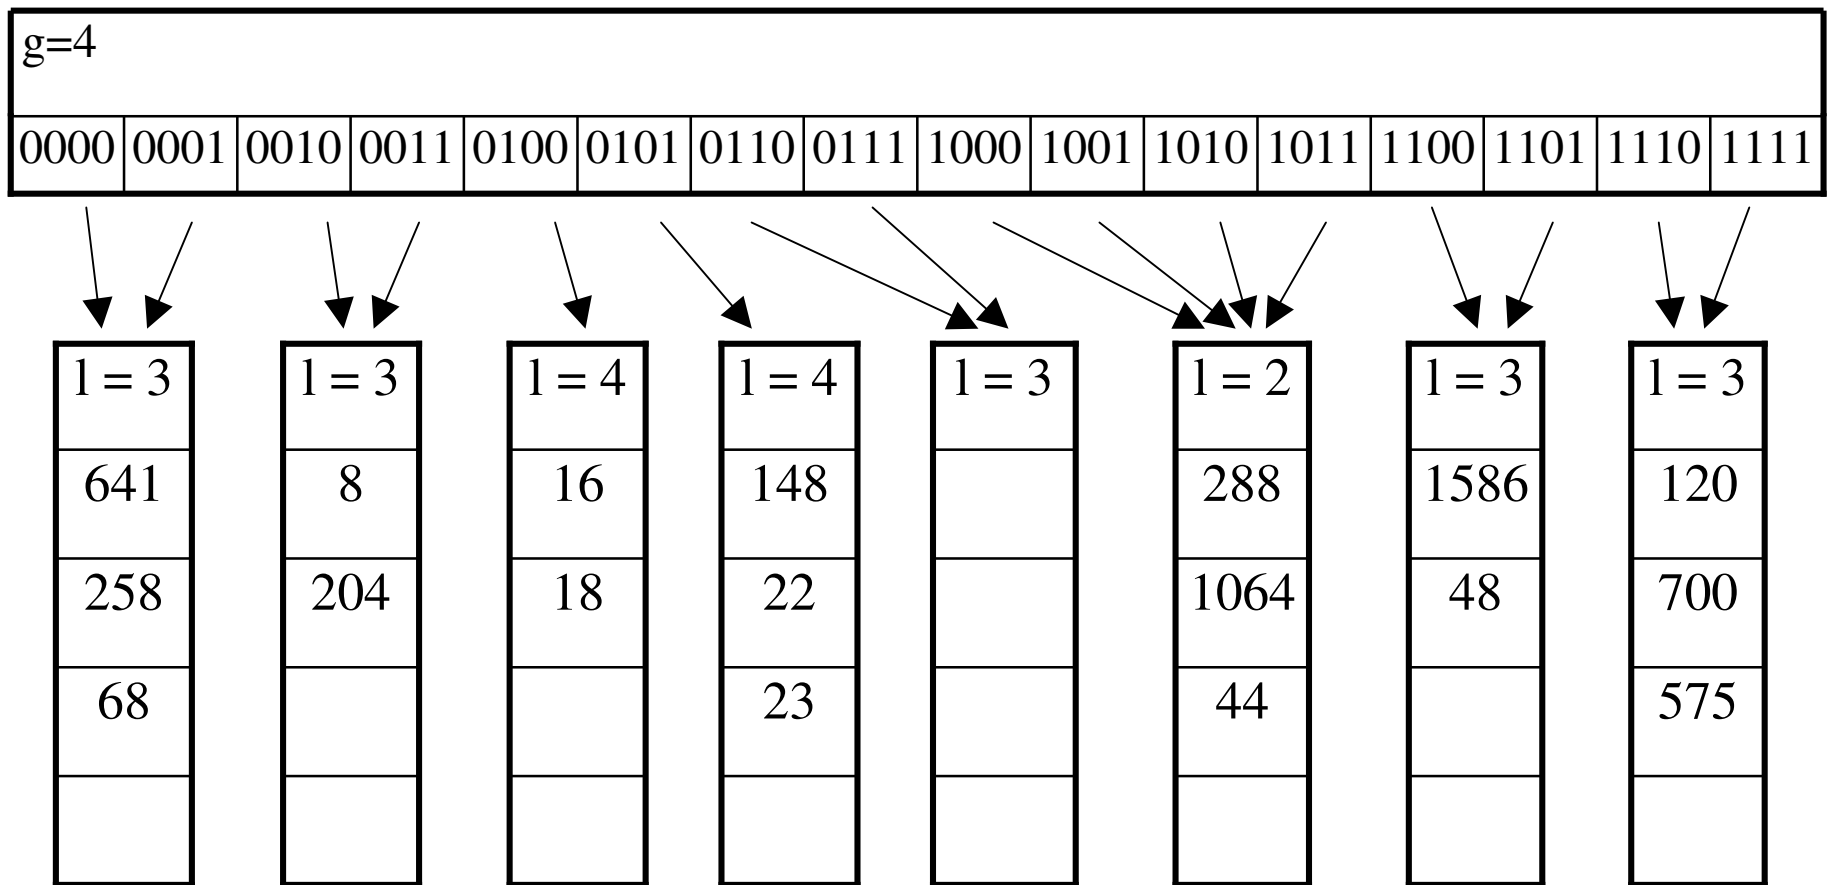 g=4
0000 0001 0010 0011 0100 0101 0110 0111 1000 1001 1010 1011 1100 1101 1110 1111
l = 3 l = 3 l = 4 l = 4 l = 3 l = 2 l = 3 l = 3
641 8 16 148 288 1586 120
258 204 18 22 1064 48 700
68 23 44 575